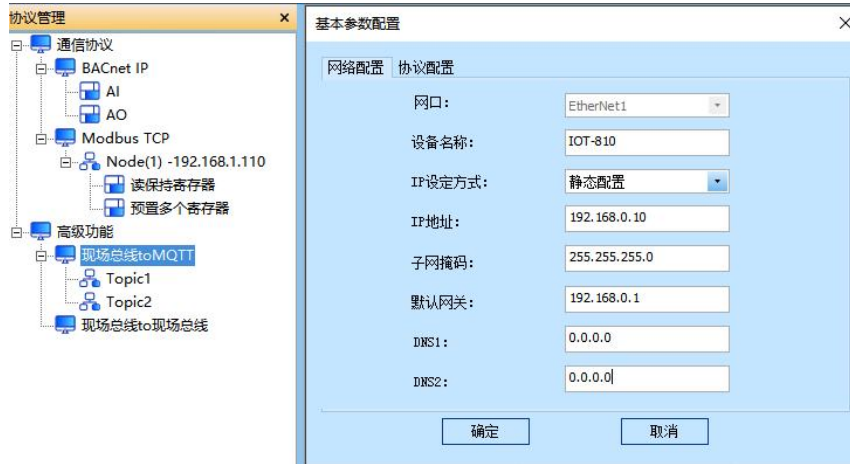 协议管理 ×
通信协议
BACnet IP
AI
AO
Modbus TCP
Node(1) -192.168.1.110
读保持寄存器
预置多个寄存器
高级功能
现场总线toMQTT
Topic1
Topic2
现场总线to现场总线
基本参数配置
网络配置 协议配置
网口: EtherNet1
设备名称: IOT-810
IP设定方式: 静态配置
IP地址: 192.168.0.10
子网掩码: 255.255.255.0
默认网关: 192.168.0.1
DNS1: 0.0.0.0
DNS2: 0.0.0.0
确定 取消